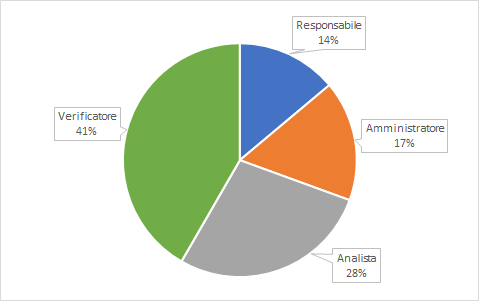 Responsabile
14%
Amministratore
17%
Analista
28%
Verificatore
41%